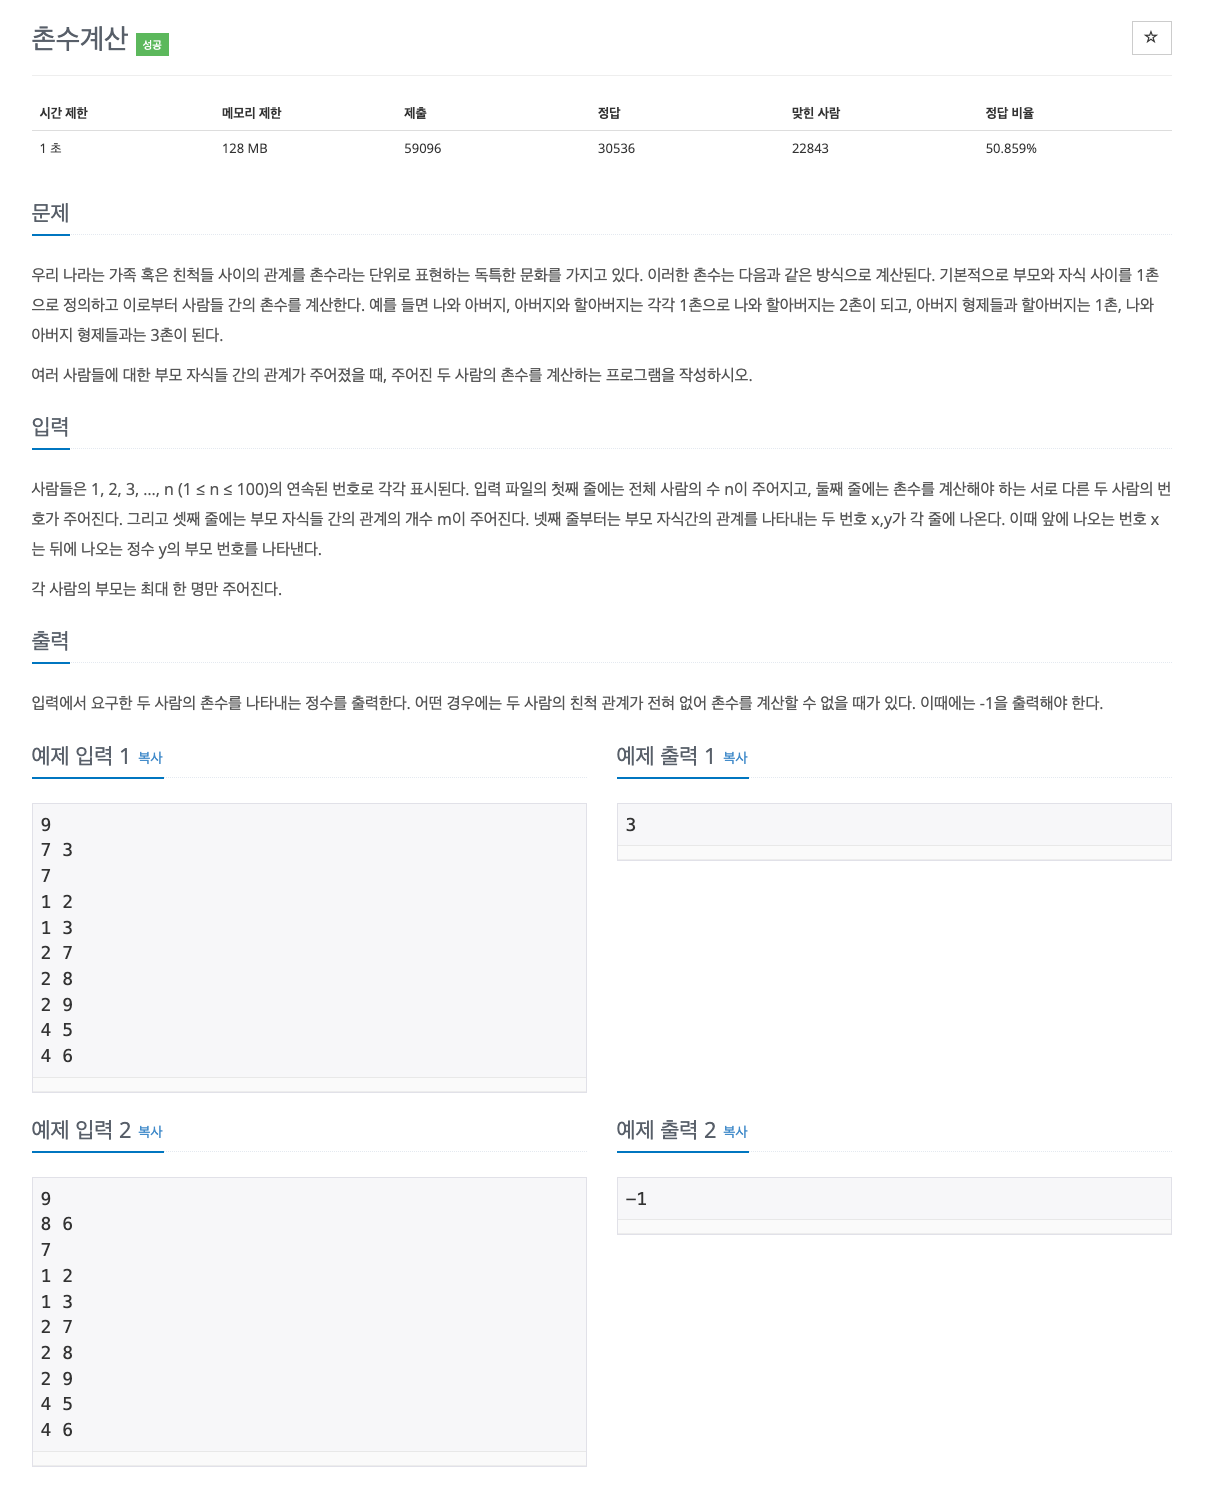 촌수계산 성공
☆
시간 제한 메모리 제한 제출 정답 맞힌 사람 정답 비율
1 초 128 MB 59096 30536 22843 50.859%
문제
우리 나라는 가족 혹은 친척들 사이의 관계를 촌수라는 단위로 표현하는 독특한 문화를 가지고 있다. 이러한 촌수는 다음과 같은 방식으로 계산된다. 기본적으로 부모와 자식 사이를 1촌
으로 정의하고 이로부터 사람들 간의 촌수를 계산한다. 예를 들면 나와 아버지, 아버지와 할아버지는 각각 1촌으로 나와 할아버지는 2촌이 되고, 아버지 형제들과 할아버지는 1촌, 나와
아버지 형제들과는 3촌이 된다.
여러 사람들에 대한 부모 자식들 간의 관계가 주어졌을 때, 주어진 두 사람의 촌수를 계산하는 프로그램을 작성하시오.
입력
사람들은 1, 2, 3, …, n (1 ≤ n ≤ 100)의 연속된 번호로 각각 표시된다. 입력 파일의 첫째 줄에는 전체 사람의 수 n이 주어지고, 둘째 줄에는 촌수를 계산해야 하는 서로 다른 두 사람의 번
호가 주어진다. 그리고 셋째 줄에는 부모 자식들 간의 관계의 개수 m이 주어진다. 넷째 줄부터는 부모 자식간의 관계를 나타내는 두 번호 x,y가 각 줄에 나온다. 이때 앞에 나오는 번호 x
는 뒤에 나오는 정수 y의 부모 번호를 나타낸다.
각 사람의 부모는 최대 한 명만 주어진다.
출력
입력에서 요구한 두 사람의 촌수를 나타내는 정수를 출력한다. 어떤 경우에는 두 사람의 친척 관계가 전혀 없어 촌수를 계산할 수 없을 때가 있다. 이때에는 -1을 출력해야 한다.
예제 입력 1 복사
9
7 3
7
1 2
1 3
2 7
2 8
2 9
4 5
4 6
예제 출력 1 복사
3
예제 입력 2 복사
9
8 6
7
1 2
1 3
2 7
2 8
2 9
4 5
4 6
예제 출력 2 복사
-1